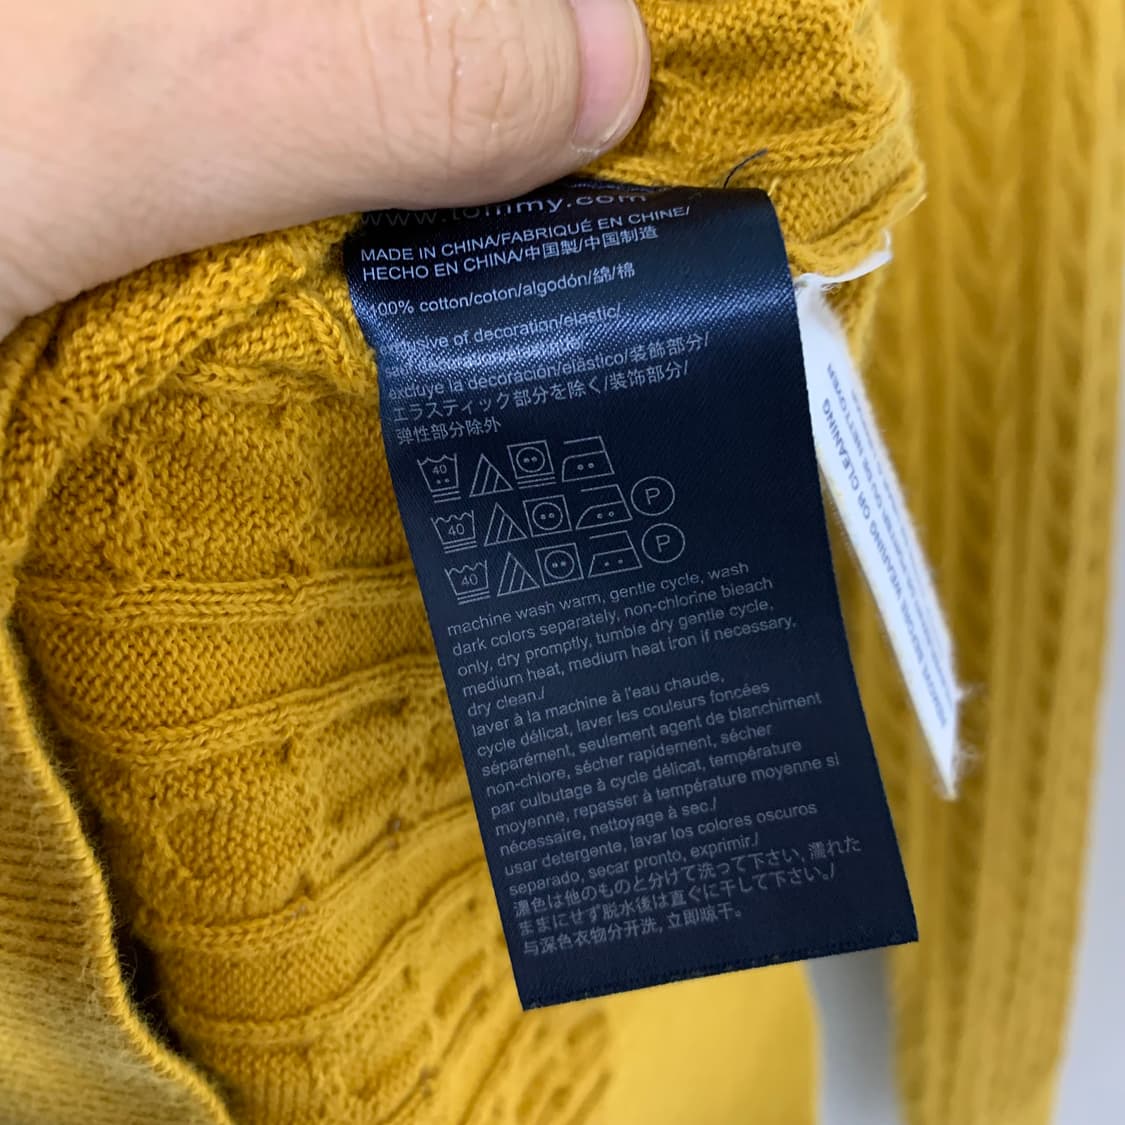 www.tommy.com
MADE IN CHINA/FABRIQUÉ EN CHINE/
HECHO EN CHINA/中国製/中国制造
100% cotton/coton/algodón/綿/棉
of decoration/elastic/
excluye la decoración/elástico/装飾部分/
エラスティック部分を除く/装饰部分/
弹性部分除外
40
40 P
40 P
machine wash warm, gentle cycle, wash
dark colors separately, non-chlorine bleach
only, dry promptly, tumble dry gentle cycle,
medium heat, medium heat iron if necessary,
dry clean./
laver à la machine à l'eau chaude,
cycle délicat, laver les couleurs foncées
séparément, seulement agent de blanchiment
non-chlore, sécher rapidement, sécher
par culbutage à cycle délicat, température
moyenne, repasser à température moyenne si
nécessaire, nettoyage à sec./
usar detergente, lavar los colores oscuros
separado, secar pronto, exprimir./
濃色は他のものと分けて洗って下さい, 濡れた
ままにせず脱水後は直ぐに干して下さい。/
与深色衣物分开洗, 立即晾干。
REMOVE BEFORE WEARING OR CLEANING